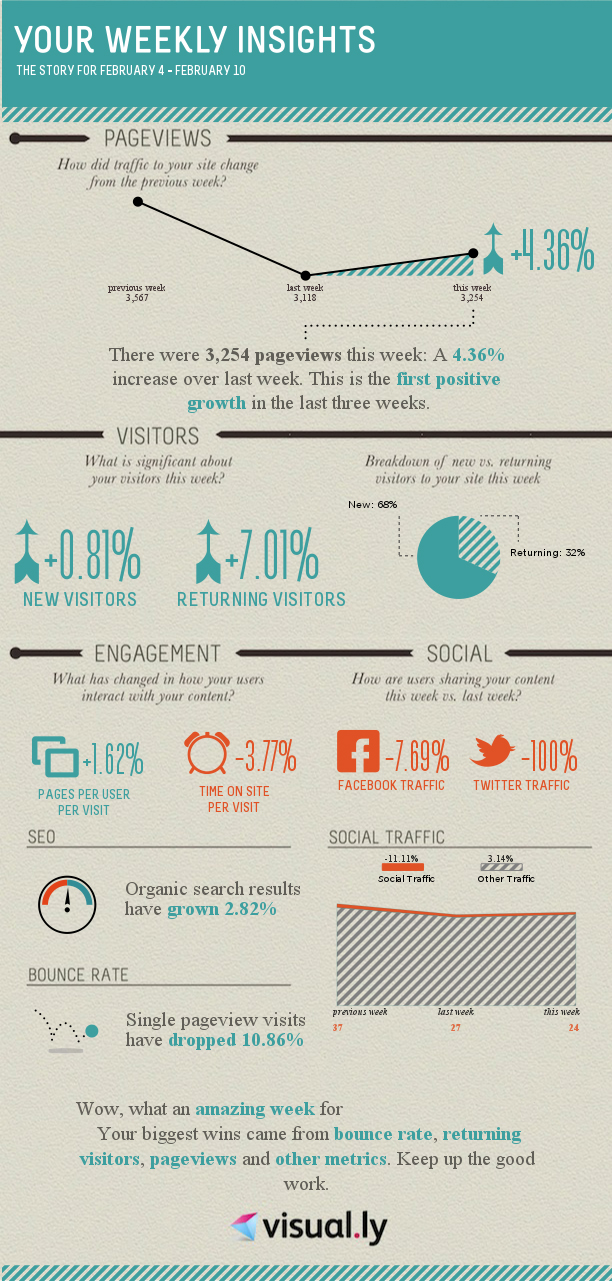 YOUR WEEKLY INSIGHTS
THE STORY FOR FEBRUARY 4 - FEBRUARY 10
PAGEVIEWS
How did traffic to your site change
from the previous week?
+4.36%
previous week
3,567
last week
3,118
this week
3,254
There were 3,254 pageviews this week: A 4.36%
increase over last week. This is the first positive
growth in the last three weeks.
VISITORS
What is significant about
your visitors this week?
+0.81%
NEW VISITORS
+7.01%
RETURNING VISITORS
Breakdown of new vs. returning
visitors to your site this week
New: 68%
Returning: 32%
ENGAGEMENT
What has changed in how your users
interact with your content?
+1.62%
PAGES PER USER
PER VISIT
-3.77%
TIME ON SITE
PER VISIT
SOCIAL
How are users sharing your content
this week vs. last week?
-7.69%
FACEBOOK TRAFFIC
-100%
TWITTER TRAFFIC
SEO
Organic search results
have grown 2.82%
BOUNCE RATE
Single pageview visits
have dropped 10.86%
SOCIAL TRAFFIC
-11.11%
Social Traffic
3.14%
Other Traffic
previous week
37
last week
27
this week
24
Wow, what an amazing week for
Your biggest wins came from bounce rate, returning
visitors, pageviews and other metrics. Keep up the good
work.
visual.ly